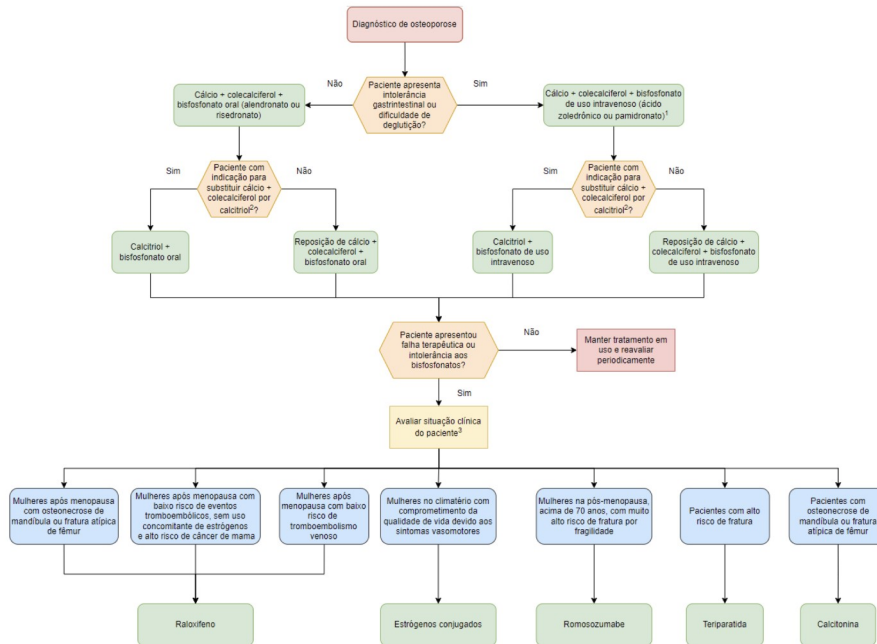 Diagnóstico de osteoporose
Não
Paciente apresenta
intolerância
gastrintestinal ou
dificuldade de
deglutição?
Sim
Cálcio + colecalciferol +
bisfosfonato oral (alendronato ou
risedronato)
Cálcio + colecalciferol + bisfosfonato
de uso intravenoso (ácido
zoledrônico ou pamidronato)¹
Sim
Paciente com
indicação para
substituir cálcio +
colecalciferol por
calcitriol²?
Não
Sim
Paciente com
indicação para
substituir cálcio +
colecalciferol por
calcitriol²?
Não
Calcitriol +
bisfosfonato oral
Reposição de cálcio +
colecalciferol +
bisfosfonato oral
Calcitriol +
bisfosfonato de uso
intravenoso
Reposição de cálcio +
colecalciferol + bisfosfonato
de uso intravenoso
Paciente apresentou
falha terapêutica ou
intolerância aos
bisfosfonatos?
Não
Manter tratamento em
uso e reavaliar
periodicamente
Sim
Avaliar situação clínica
do paciente³
Mulheres após menopausa
com osteonecrose de
mandíbula ou fratura atípica
de fêmur
Mulheres após menopausa com
baixo risco de eventos
tromboembólicos, sem uso
concomitante de estrógenos
e alto risco de câncer de mama
Mulheres após
menopausa com baixo
risco de
tromboembolismo
venoso
Mulheres no climatério com
comprometimento da
qualidade de vida devido aos
sintomas vasomotores
Mulheres na pós-menopausa,
acima de 70 anos, com muito
alto risco de fratura por
fragilidade
Pacientes com alto
risco de fratura
Pacientes com
osteonecrose de
mandíbula ou fratura
atípica de fêmur
Raloxifeno
Estrógenos conjugados
Romosozumabe
Teriparatida
Calcitonina